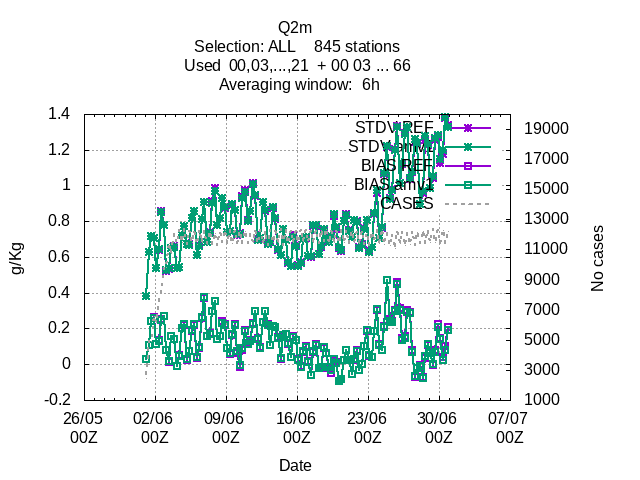 Q2m
Selection: ALL 845 stations
Used 00,03,...,21 + 00 03 ... 66
Averaging window: 6h
1.4
1.2
1
0.8
0.6
0.4
0.2
0
-0.2
g/Kg
STDV REF
STDV amv1
BIAS REF
BIAS amv1
CASES
19000
17000
15000
13000
11000
9000
7000
5000
3000
1000
No cases
26/05 02/06 09/06 16/06 23/06 30/06 07/07
00Z 00Z 00Z 00Z 00Z 00Z 00Z
Date